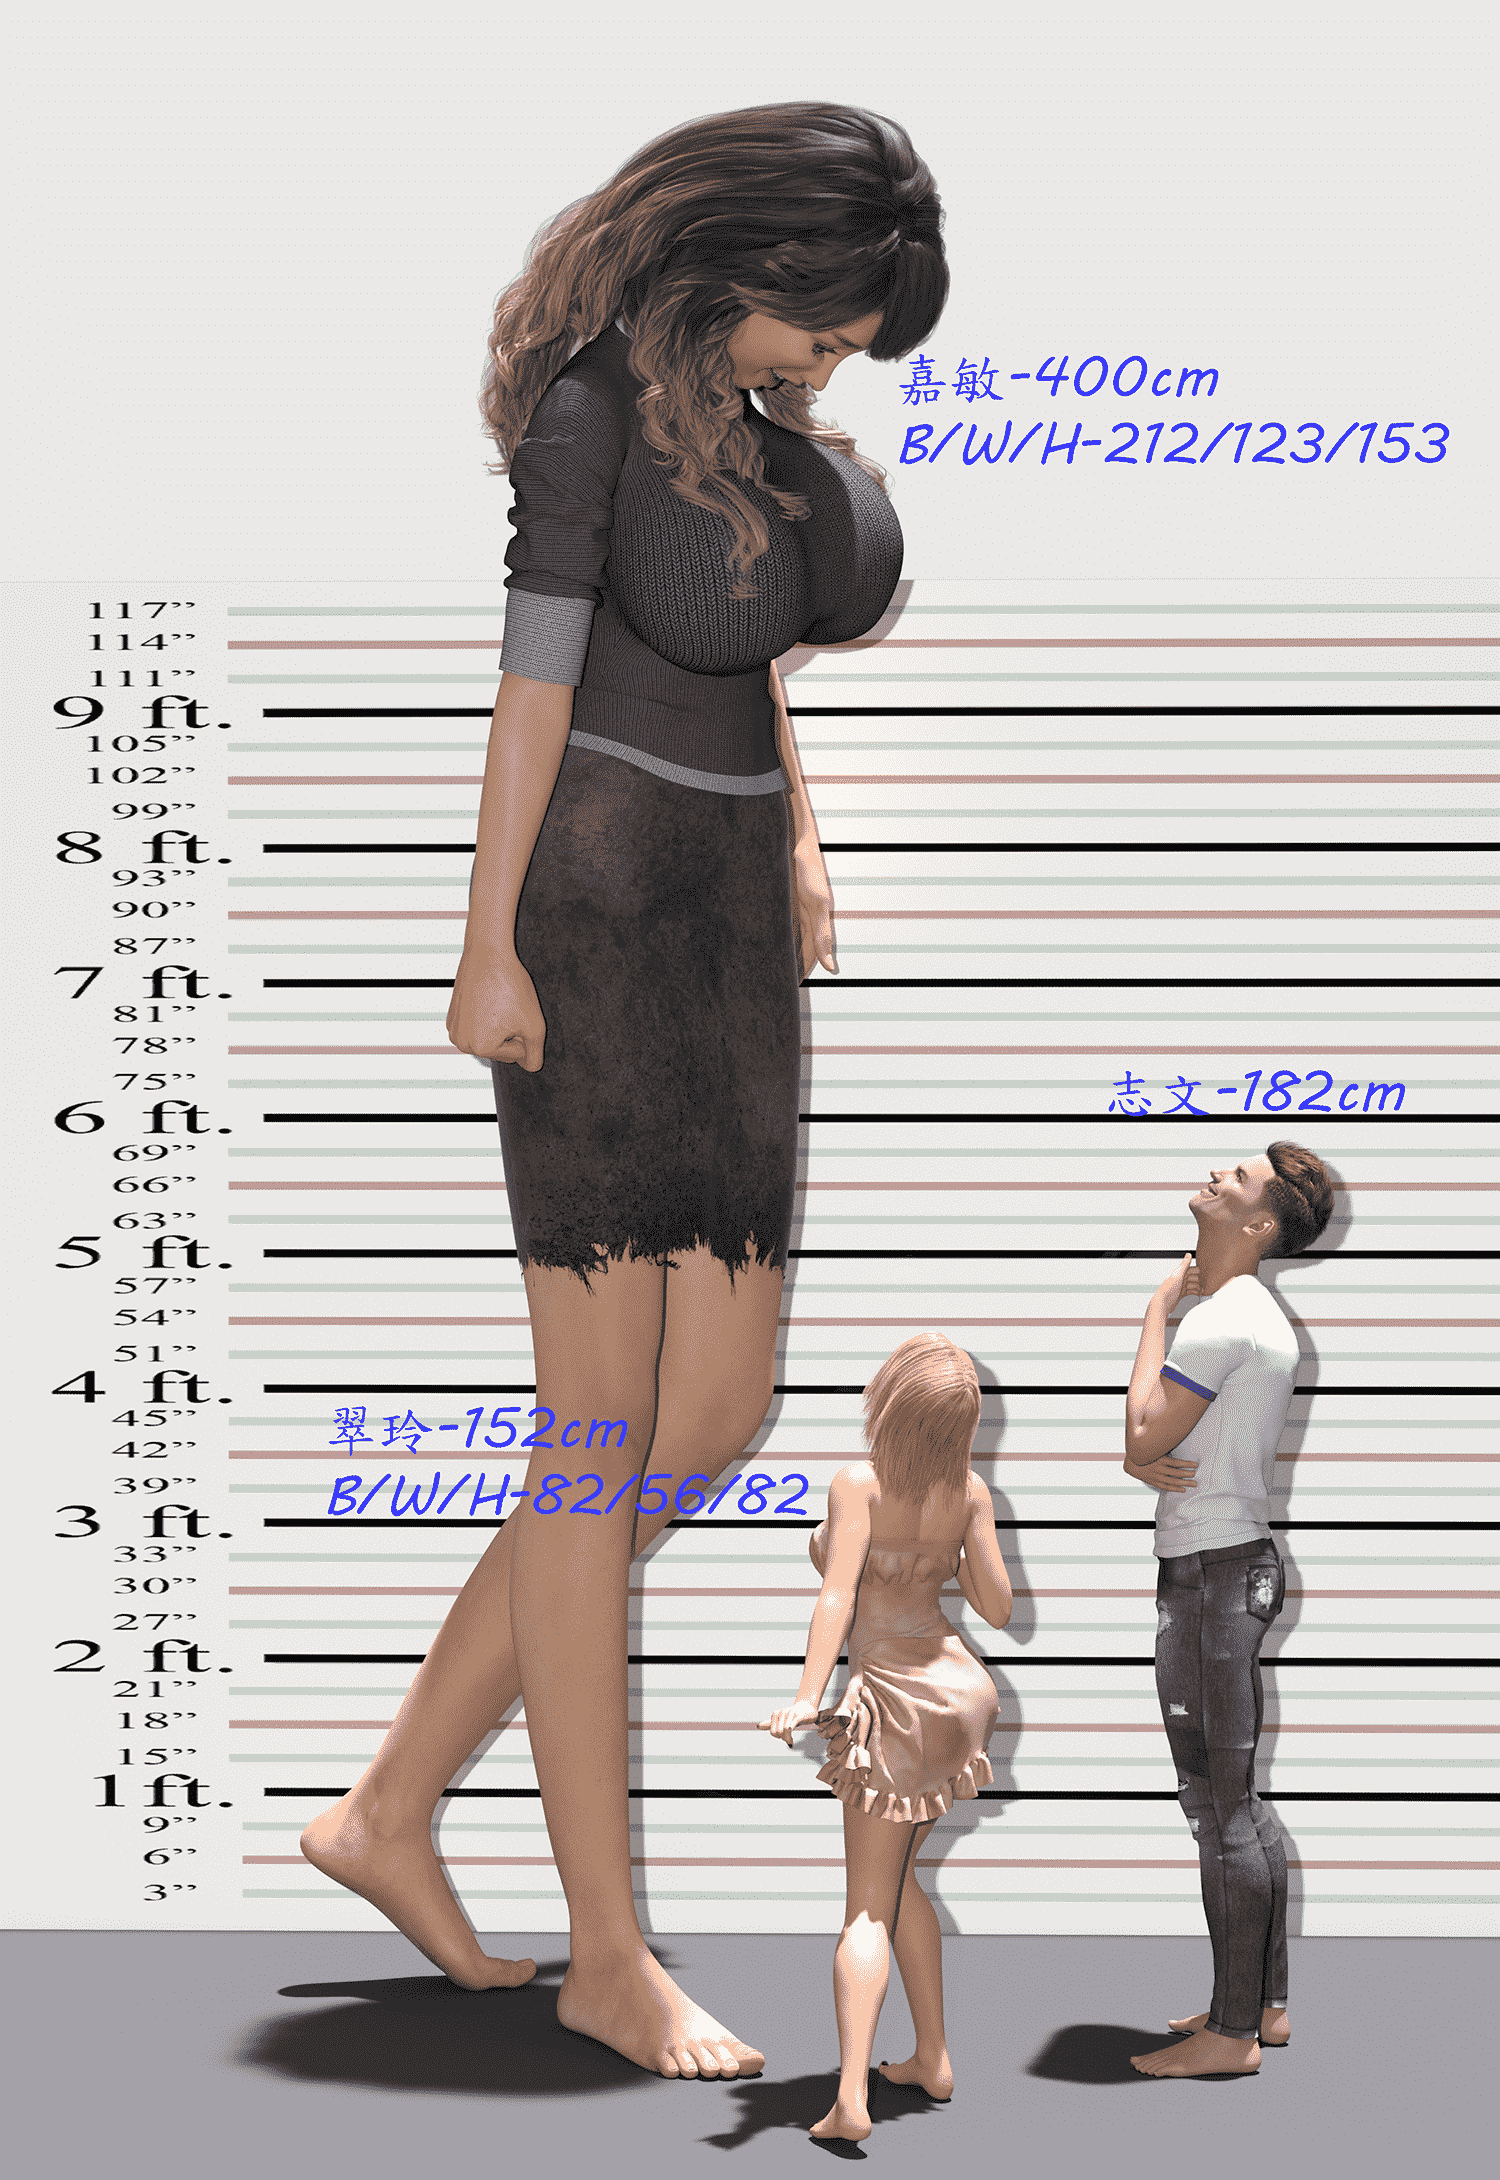 嘉敏-400cm
B/W/H-212/123/153
117”
114”
111”
9 ft.
105”
102”
99”
8 ft.
93”
90”
87”
7 ft.
81”
78”
75”
志文-182cm
6 ft.
69”
66”
63”
5 ft.
57”
54”
51”
4 ft.
45”
翠玲-152cm
42”
39”
B/W/H-82/56/82
3 ft.
33”
30”
27”
2 ft.
21”
18”
15”
1 ft.
9”
6”
3”